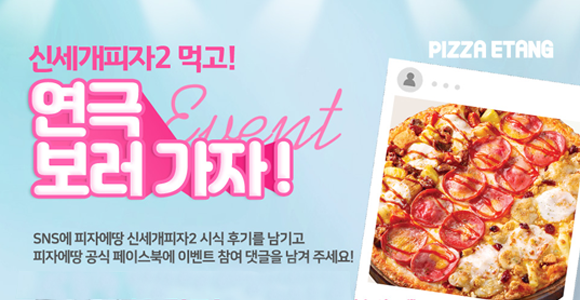 신세개피자2 먹고!
PIZZA ETANG
연극
Event
보러 가자!
SNS에 피자에땅 신세개피자2 시식 후기를 남기고
피자에땅 공식 페이스북에 이벤트 참여 댓글을 남겨 주세요!